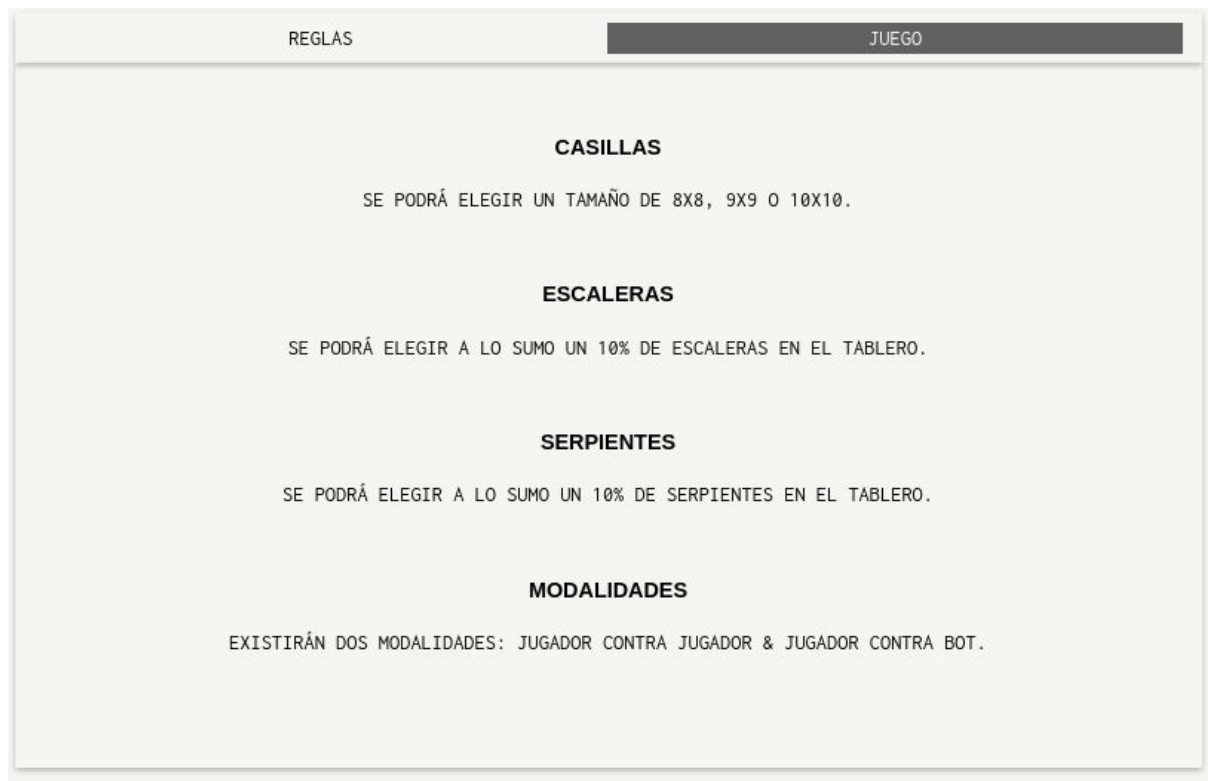 REGLAS
JUEGO
CASILLAS
SE PODRÁ ELEGIR UN TAMAÑO DE 8X8, 9X9 O 10X10.
ESCALERAS
SE PODRÁ ELEGIR A LO SUMO UN 10% DE ESCALERAS EN EL TABLERO.
SERPIENTES
SE PODRÁ ELEGIR A LO SUMO UN 10% DE SERPIENTES EN EL TABLERO.
MODALIDADES
EXISTIRÁN DOS MODALIDADES: JUGADOR CONTRA JUGADOR & JUGADOR CONTRA BOT.